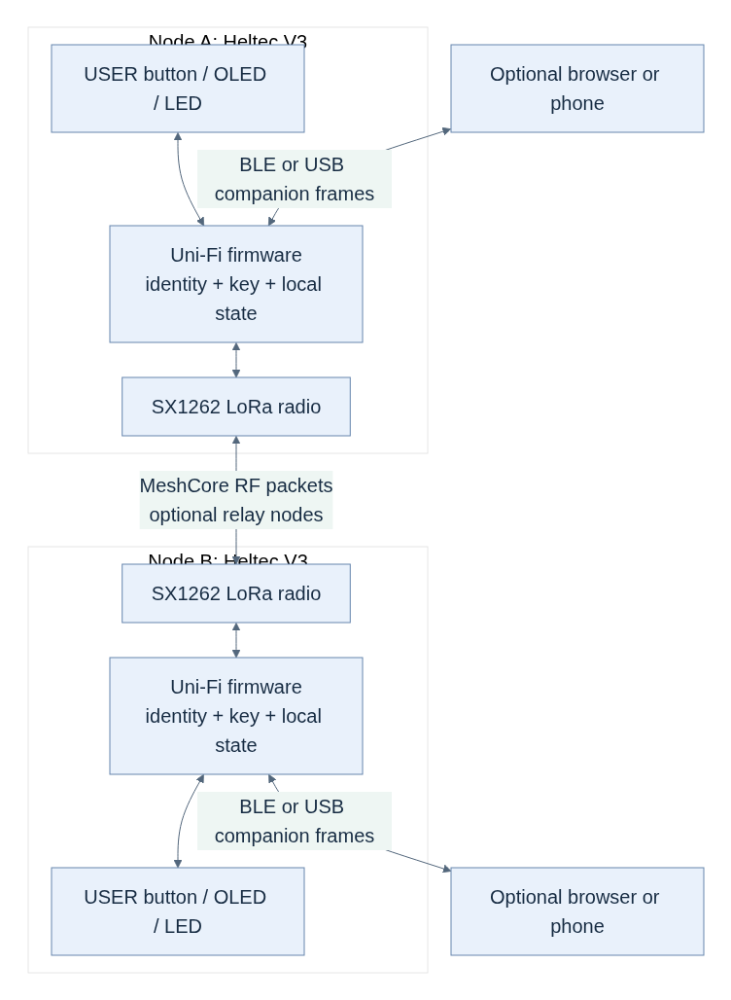 Node A: Heltec V3
USER button / OLED
/ LED
Optional browser or
phone
BLE or USB
companion frames
Uni-Fi firmware
identity + key + local
state
SX1262 LoRa radio
MeshCore RF packets
optional relay nodes
Node B: Heltec V3
SX1262 LoRa radio
Uni-Fi firmware
identity + key + local
state
BLE or USB
companion frames
USER button / OLED
/ LED
Optional browser or
phone